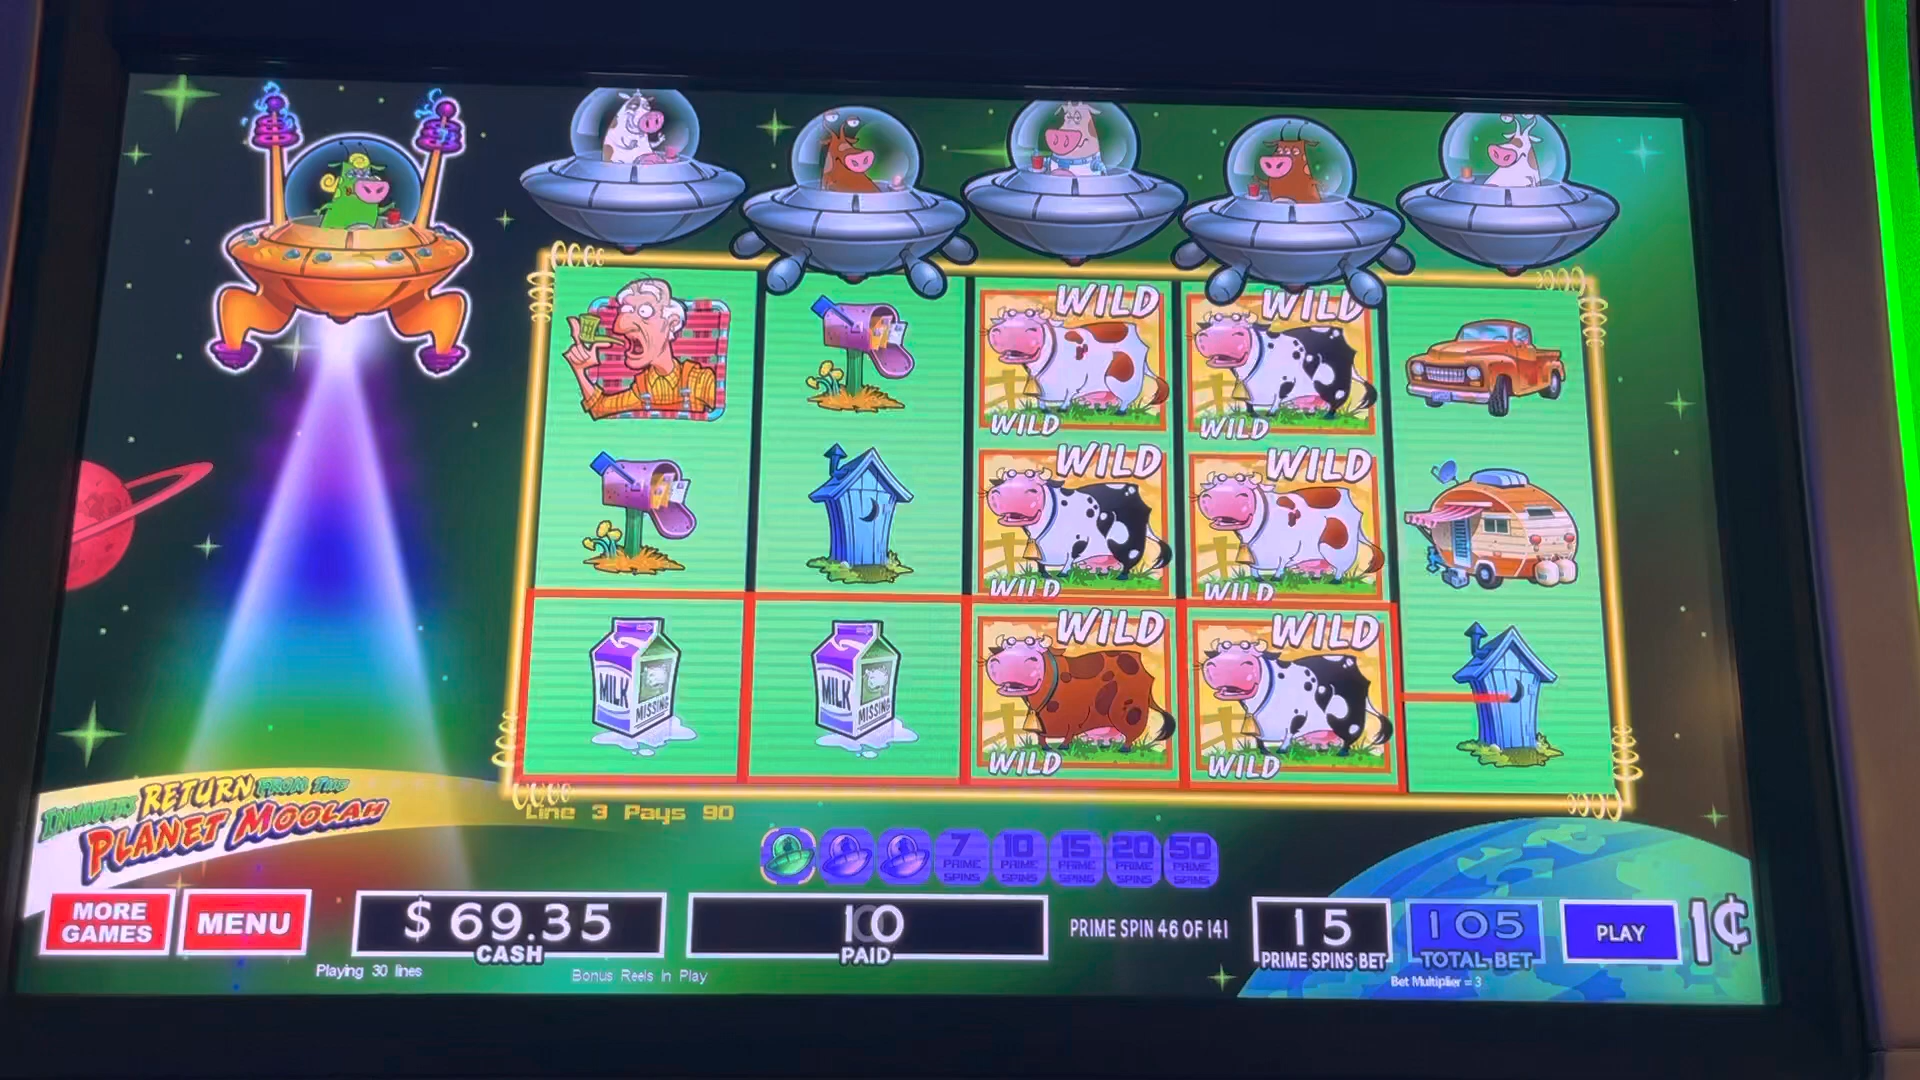 WILD
WILD
WILD
WILD
WILD
WILD
WILD
WILD
MILK
MISSING
MILK
MISSING
WILD
WILD
WILD
WILD
INVADERS RETURN FROM THE
PLANET MOOLAH
Line 3 Pays 90
7 PRIME SPINS
10 PRIME SPINS
15 PRIME SPINS
20 PRIME SPINS
50 PRIME SPINS
MORE GAMES
MENU
$ 69.35
CASH
PAID
PRIME SPIN 46 OF 141
15
PRIME SPINS BET
105
TOTAL BET
PLAY
1¢
Playing 30 lines
Bonus Reels In Play
Bet Multiplier = 3